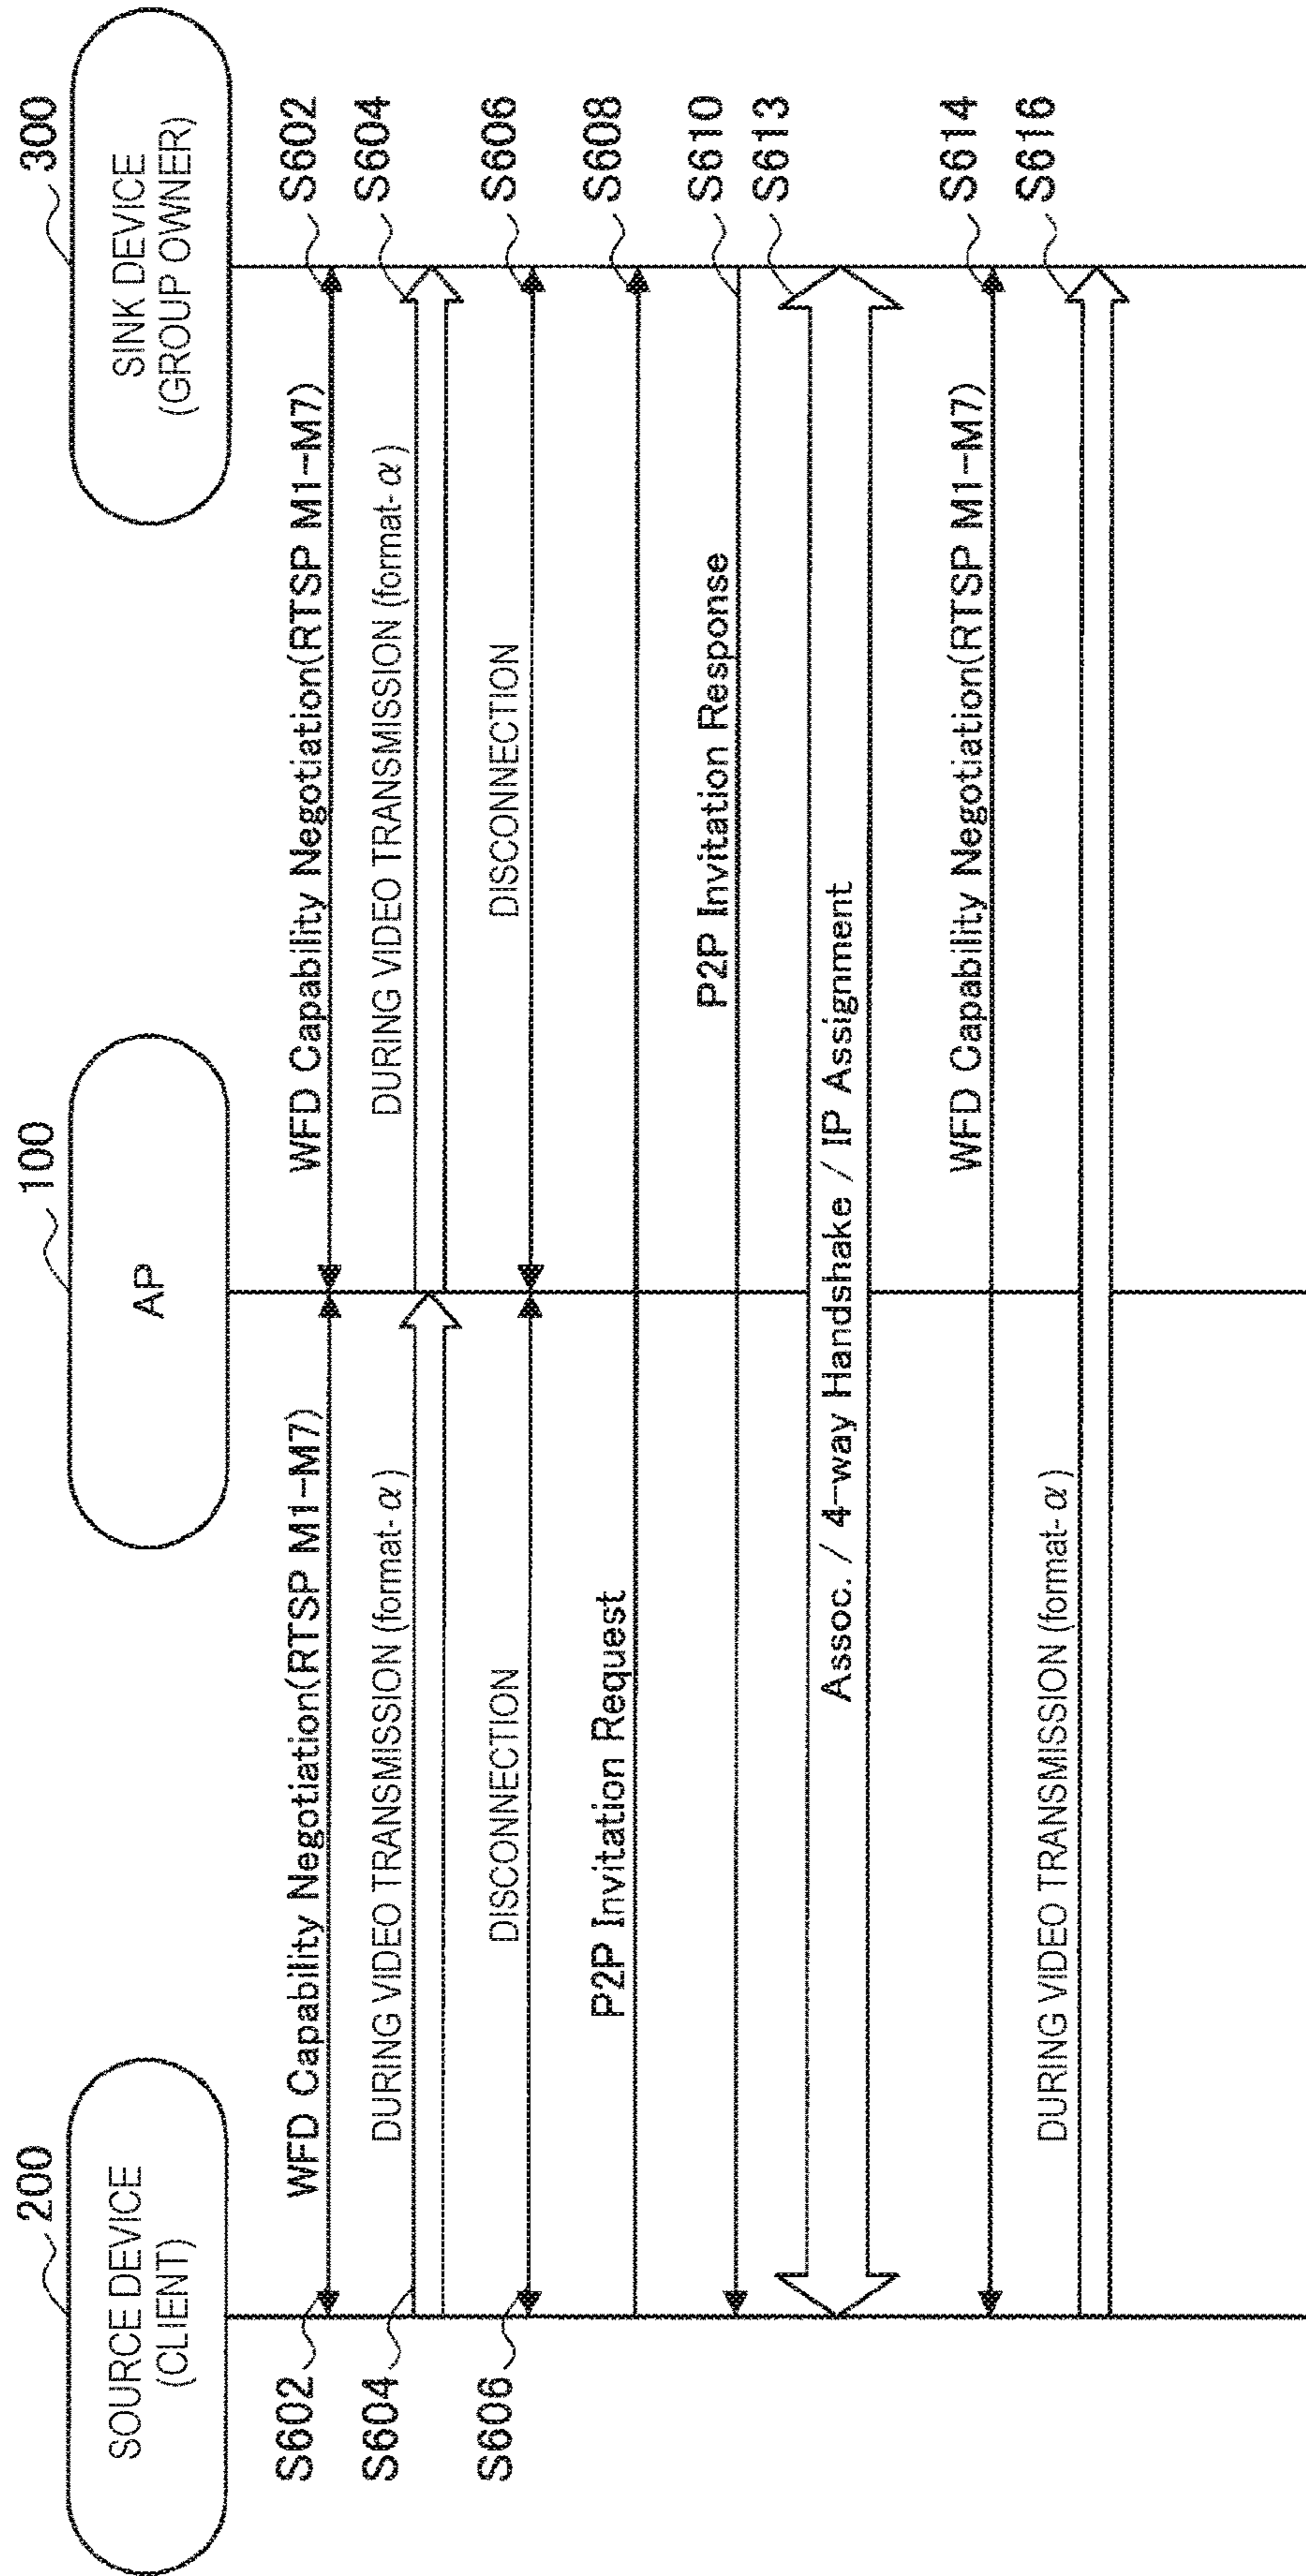 200
SOURCE DEVICE
(CLIENT)
100
AP
300
SINK DEVICE
(GROUP OWNER)
S602
WFD Capability Negotiation(RTSP M1-M7)
WFD Capability Negotiation(RTSP M1-M7)
S602
S604
DURING VIDEO TRANSMISSION (format-α)
DURING VIDEO TRANSMISSION (format-α)
S604
S606
DISCONNECTION
DISCONNECTION
S606
P2P Invitation Request
S608
P2P Invitation Response
S610
Assoc. / 4-way Handshake / IP Assignment
S613
WFD Capability Negotiation(RTSP M1-M7)
S614
DURING VIDEO TRANSMISSION (format-α)
S616